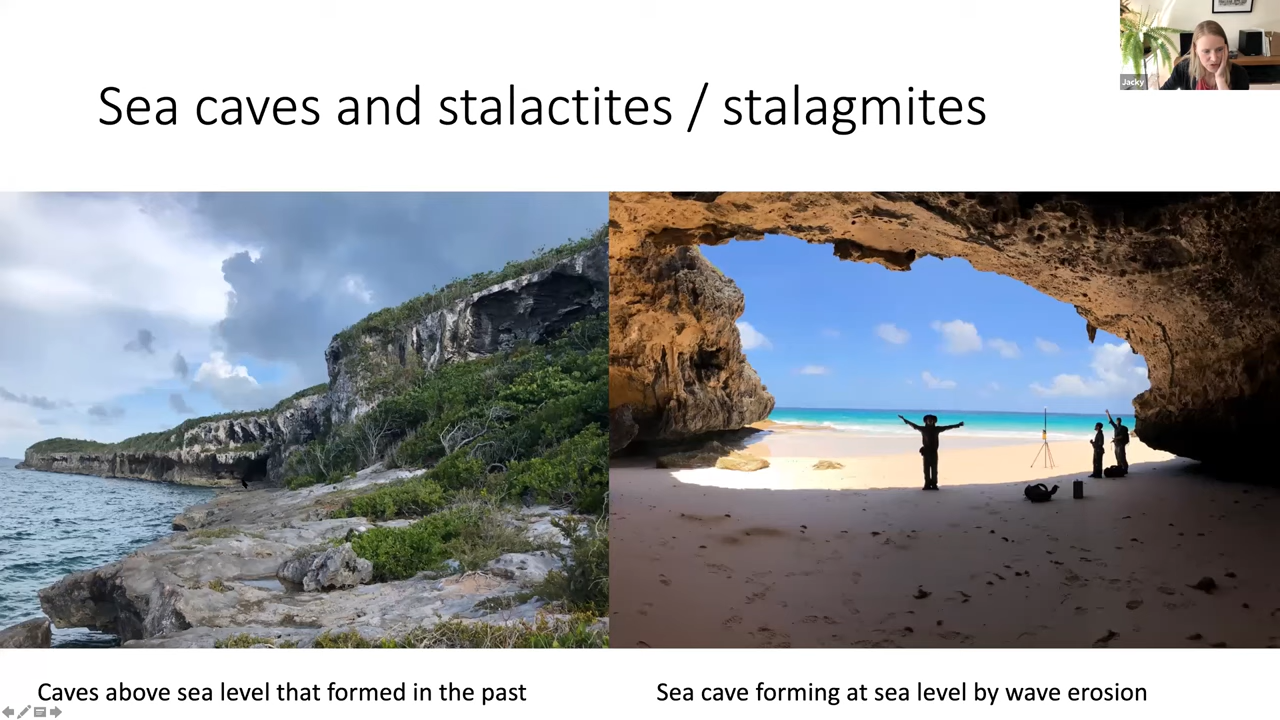 Jacky
Sea caves and stalactites / stalagmites
Caves above sea level that formed in the past
Sea cave forming at sea level by wave erosion